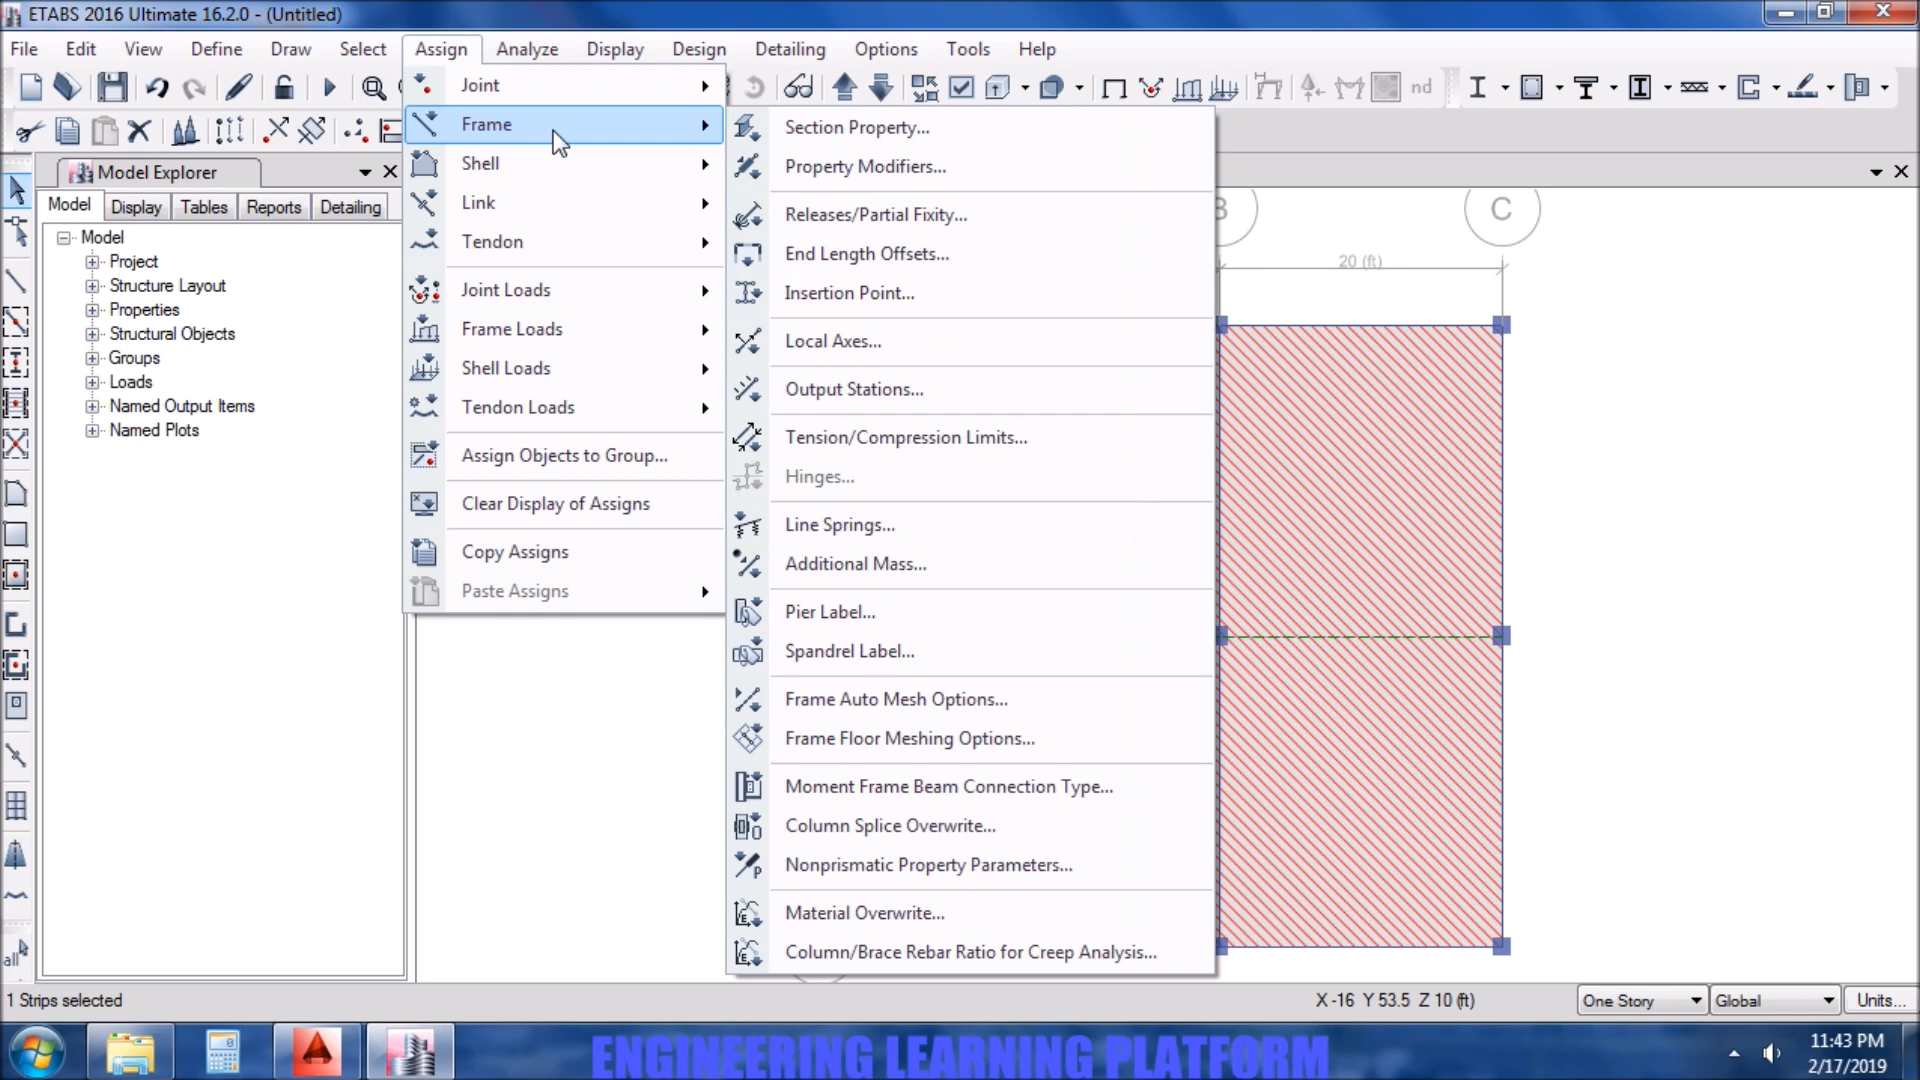 ETABS 2016 Ultimate 16.2.0 - (Untitled)
File Edit View Define Draw Select Assign Analyze Display Design Detailing Options Tools Help
nd
Model Explorer
Model Display Tables Reports Detailing
Model
Project
Structure Layout
Properties
Structural Objects
Groups
Loads
Named Output Items
Named Plots
Joint
Frame
Shell
Link
Tendon
Joint Loads
Frame Loads
Shell Loads
Tendon Loads
Assign Objects to Group...
Clear Display of Assigns
Copy Assigns
Paste Assigns
Section Property...
Property Modifiers...
Releases/Partial Fixity...
End Length Offsets...
Insertion Point...
Local Axes...
Output Stations...
Tension/Compression Limits...
Hinges...
Line Springs...
Additional Mass...
Pier Label...
Spandrel Label...
Frame Auto Mesh Options...
Frame Floor Meshing Options...
Moment Frame Beam Connection Type...
Column Splice Overwrite...
Nonprismatic Property Parameters...
Material Overwrite...
Column/Brace Rebar Ratio for Creep Analysis...
B C
20 (ft)
all
1 Strips selected
X -16 Y 53.5 Z 10 (ft)
One Story Global Units...
ENGINEERING LEARNING PLATFORM
11:43 PM
2/17/2019